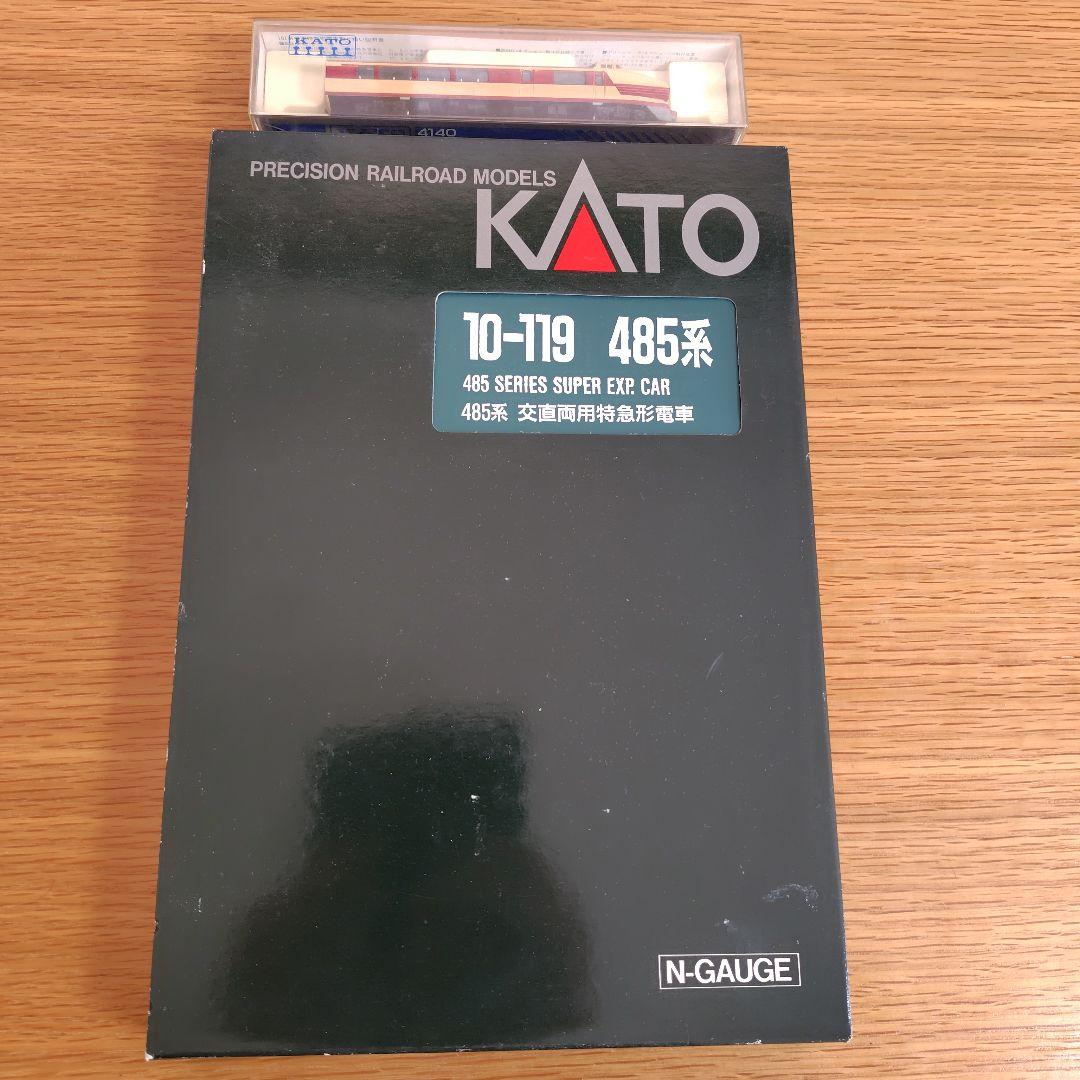 KATO
4140
PRECISION RAILROAD MODELS
KATO
10-119 485系
485 SERIES SUPER EXP. CAR
485系 交直両用特急形電車
N-GAUGE